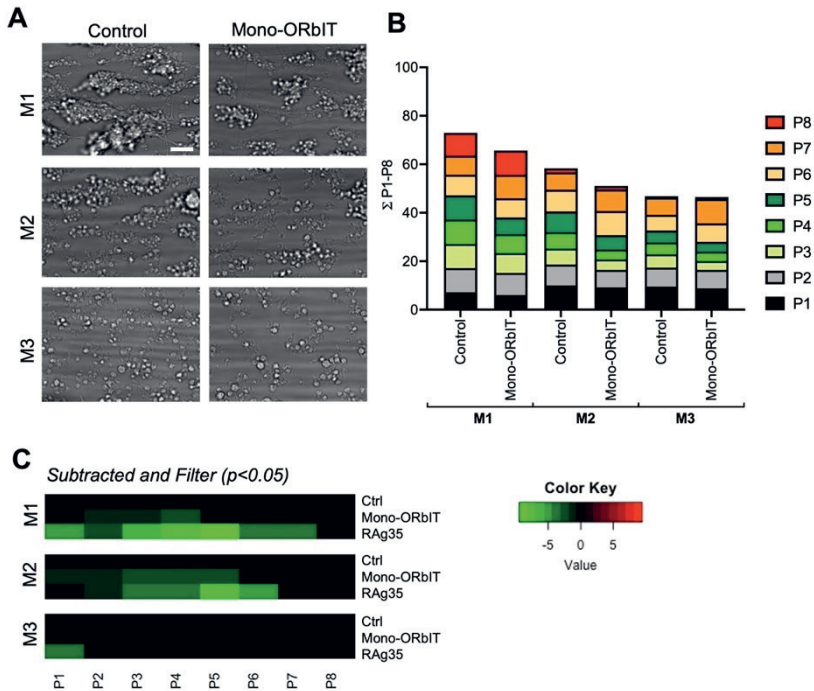 A
Control
Mono-ORbIT
M1
M2
M3
B
Σ P1-P8
100
80
60
40
20
0
Control
Mono-ORbIT
Control
Mono-ORbIT
Control
Mono-ORbIT
M1
M2
M3
P8
P7
P6
P5
P4
P3
P2
P1
C
Subtracted and Filter (p<0.05)
M1
Ctrl
Mono-ORbIT
RAg35
M2
Ctrl
Mono-ORbIT
RAg35
M3
Ctrl
Mono-ORbIT
RAg35
P1 P2 P3 P4 P5 P6 P7 P8
Color Key
-5 0 5
Value